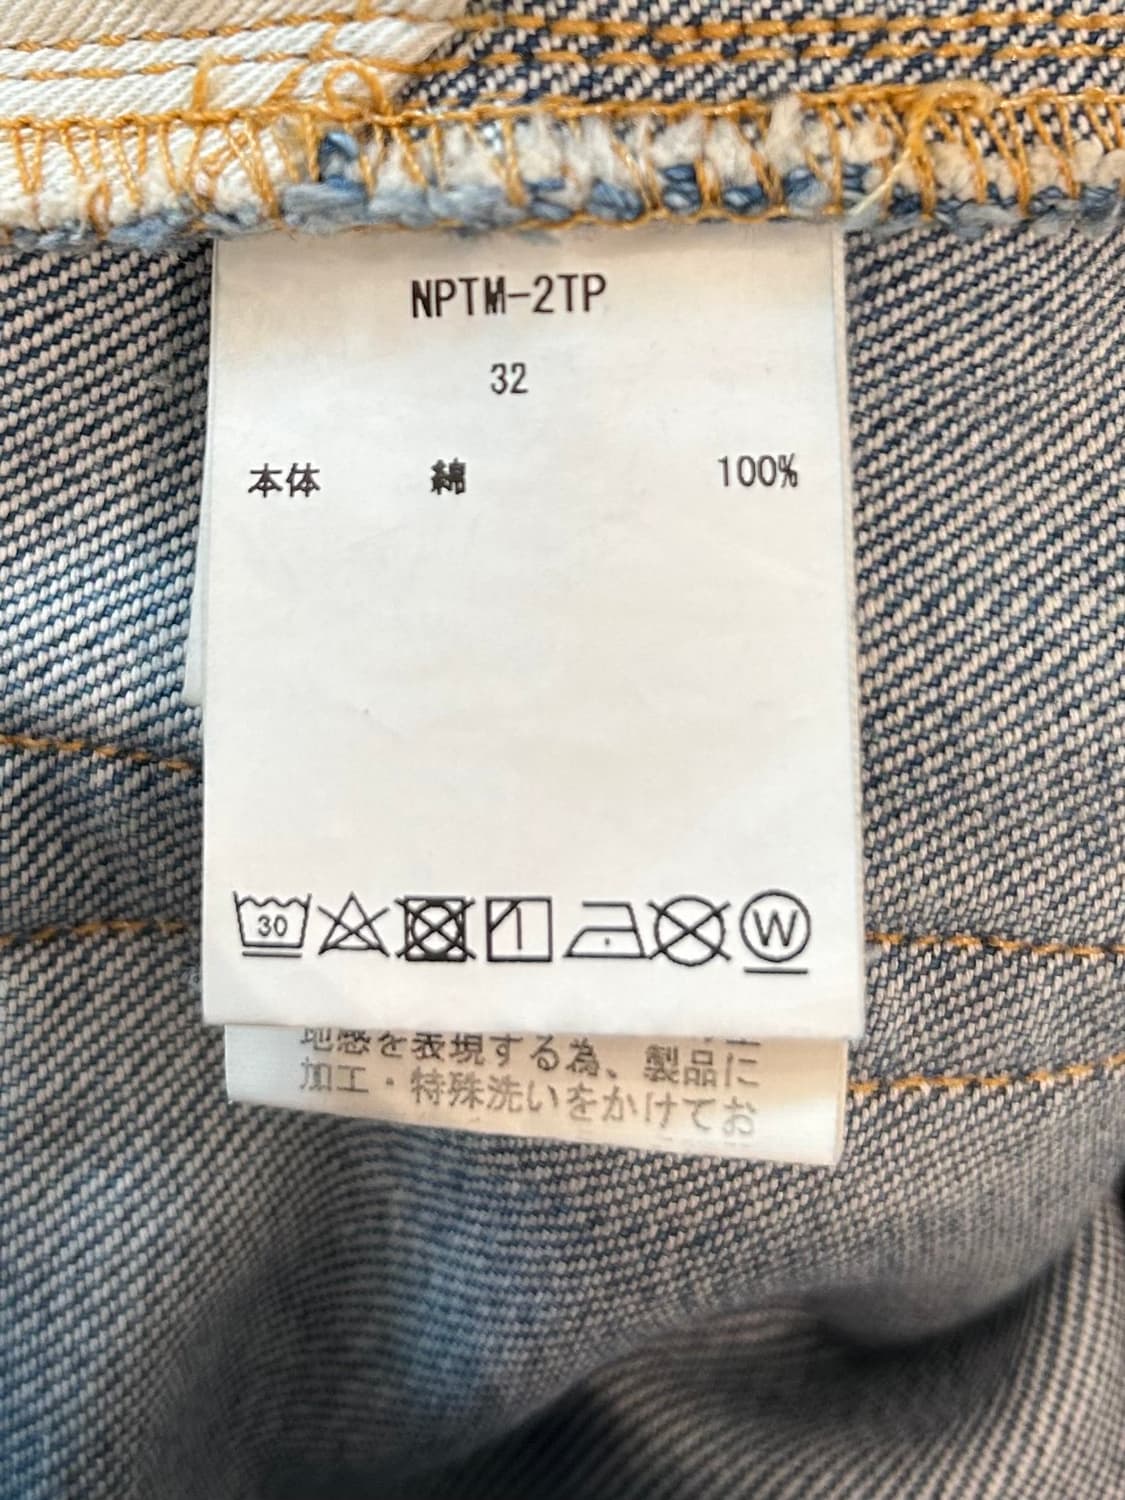 NPTM-2TP
32
本体 綿 100%
30 W
地感を表現する為、製品に
加工・特殊洗いをかけてお